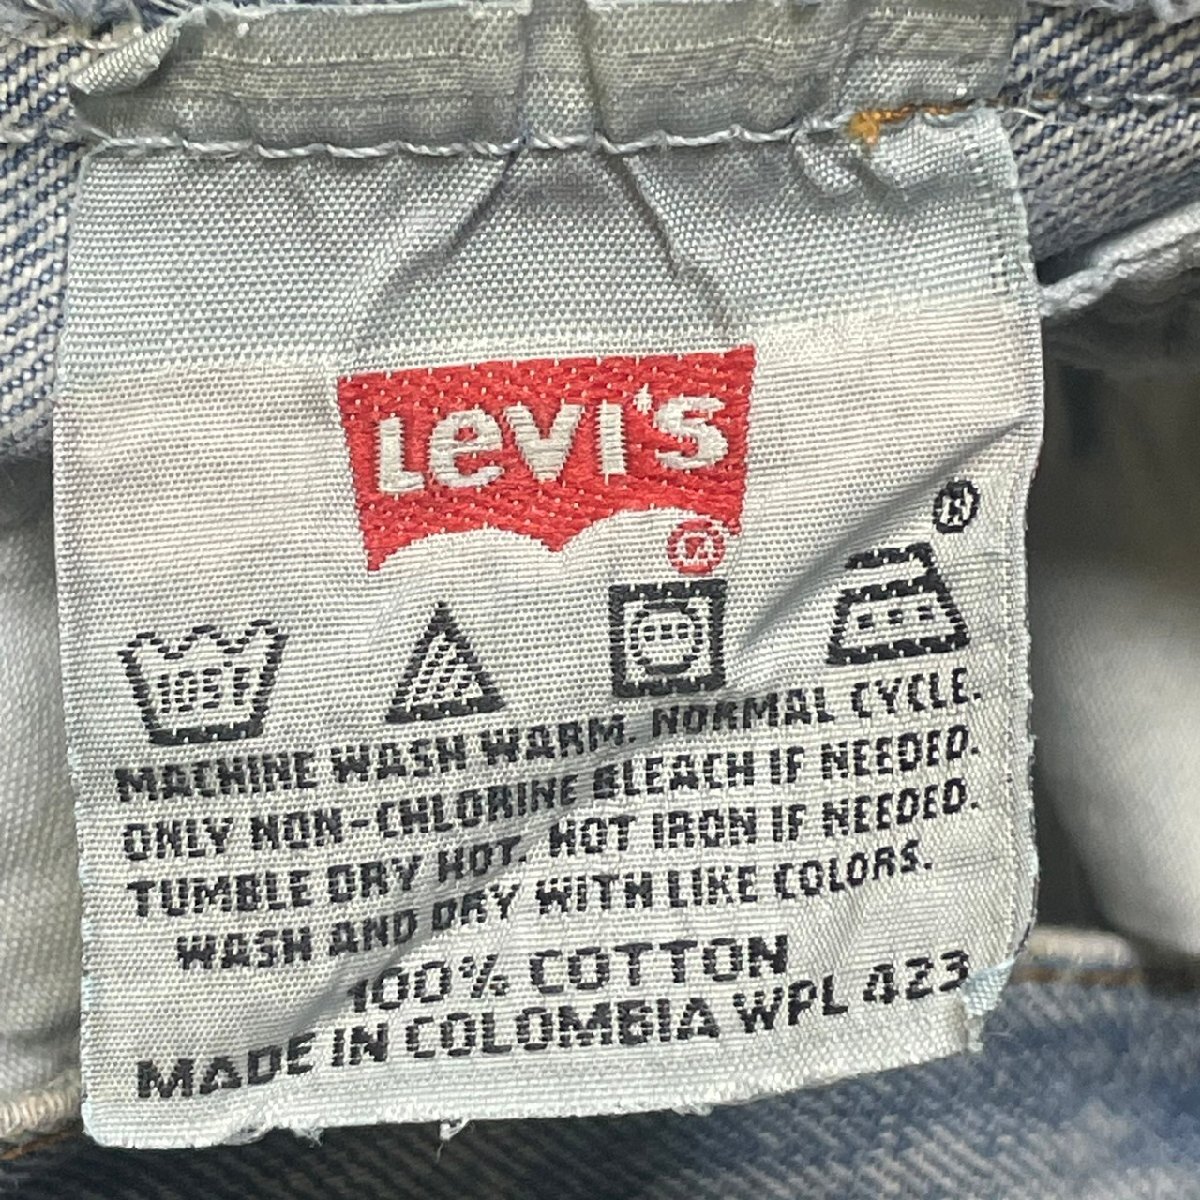 Levi's
®
®
105°F
MACHINE WASH WARM. NORMAL CYCLE.
ONLY NON-CHLORINE BLEACH IF NEEDED.
TUMBLE DRY HOT. HOT IRON IF NEEDED.
WASH AND DRY WITH LIKE COLORS.
100% COTTON
MADE IN COLOMBIA WPL 423